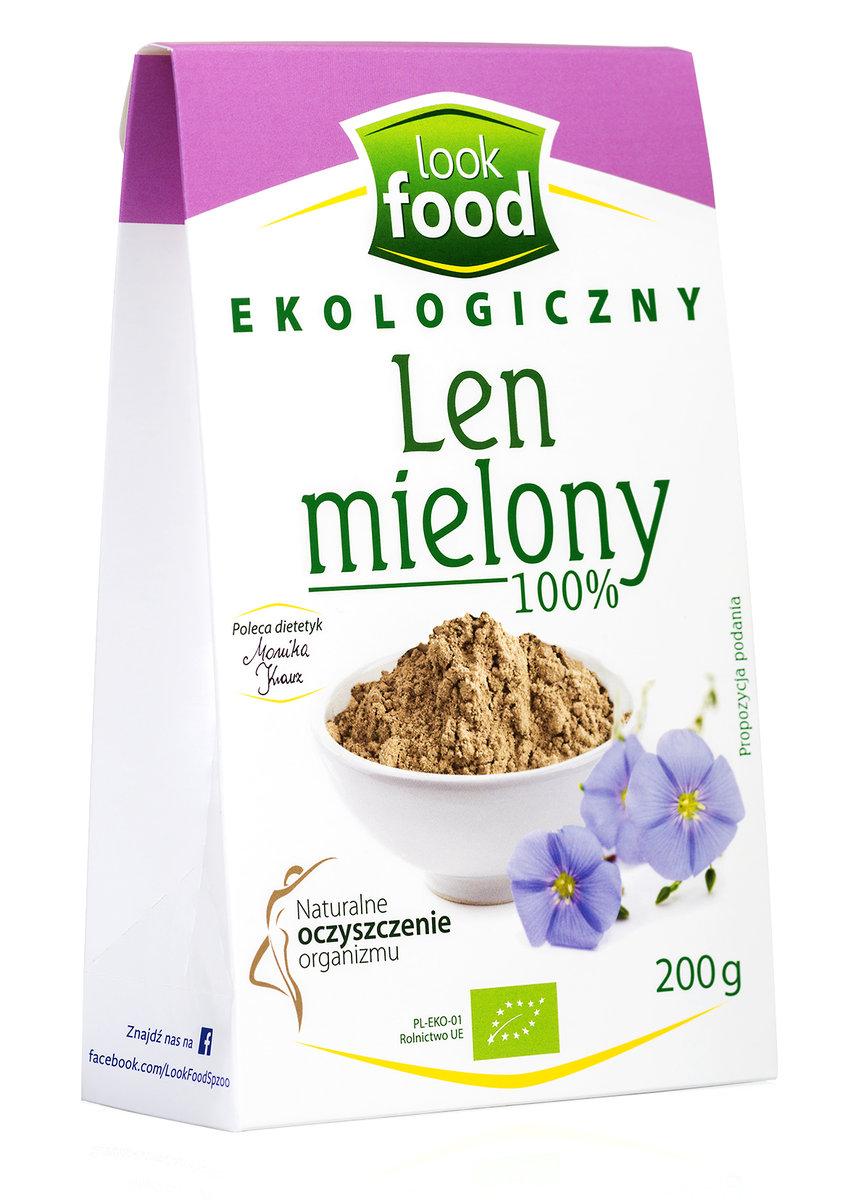 look
food
EKOLOGICZNY
Len
mielony
100%
Poleca dietetyk
Monika
Propozycja podania
Naturalne
oczyszczenie
organizmu
200 g
PL-EKO-01
Rolnictwo UE
Znajdź nas na f
facebook.com/LookFoodSpzoo